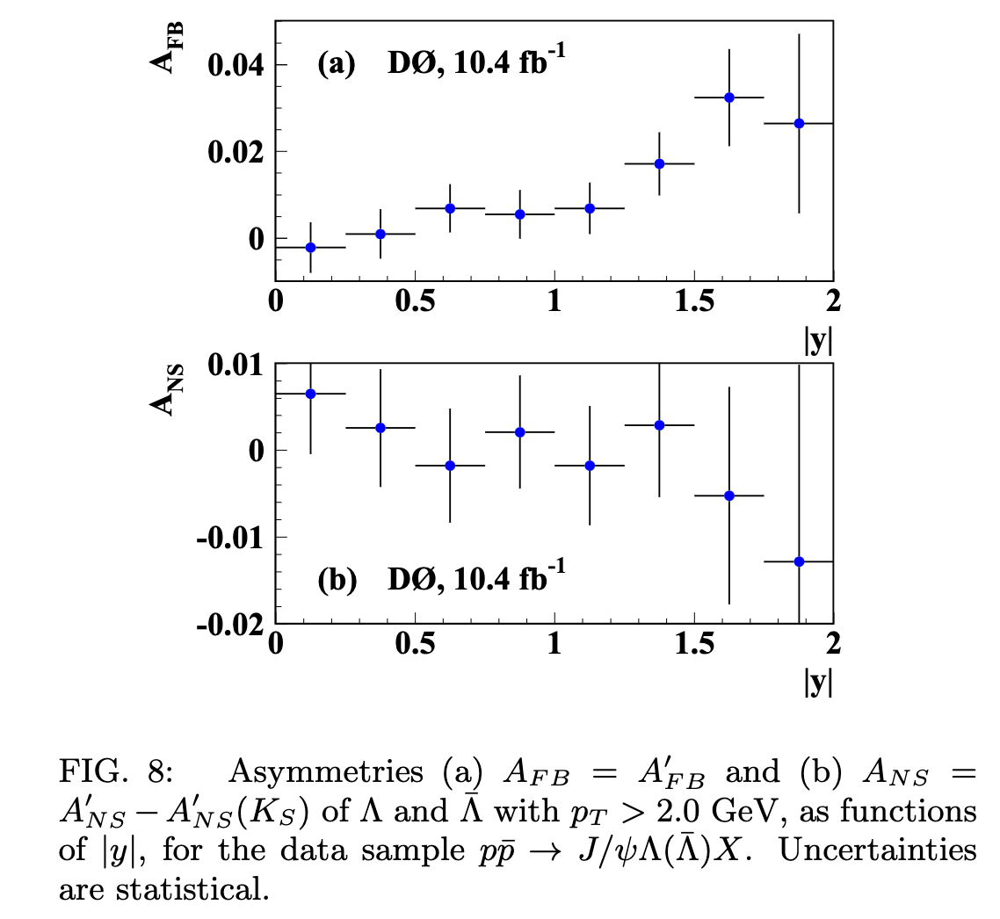 A_FB
(a) DØ, 10.4 fb^-1
0.04
0.02
0
0 0.5 1 1.5 2
|y|
A_NS
0.01
0
-0.01
-0.02
(b) DØ, 10.4 fb^-1
0 0.5 1 1.5 2
|y|
FIG. 8: Asymmetries (a) A_FB = A′_FB and (b) A_NS =
A′_NS − A′_NS(K_S) of Λ and Λ̄ with p_T > 2.0 GeV, as functions
of |y|, for the data sample pp̄ → J/ψΛ(Λ̄)X. Uncertainties
are statistical.